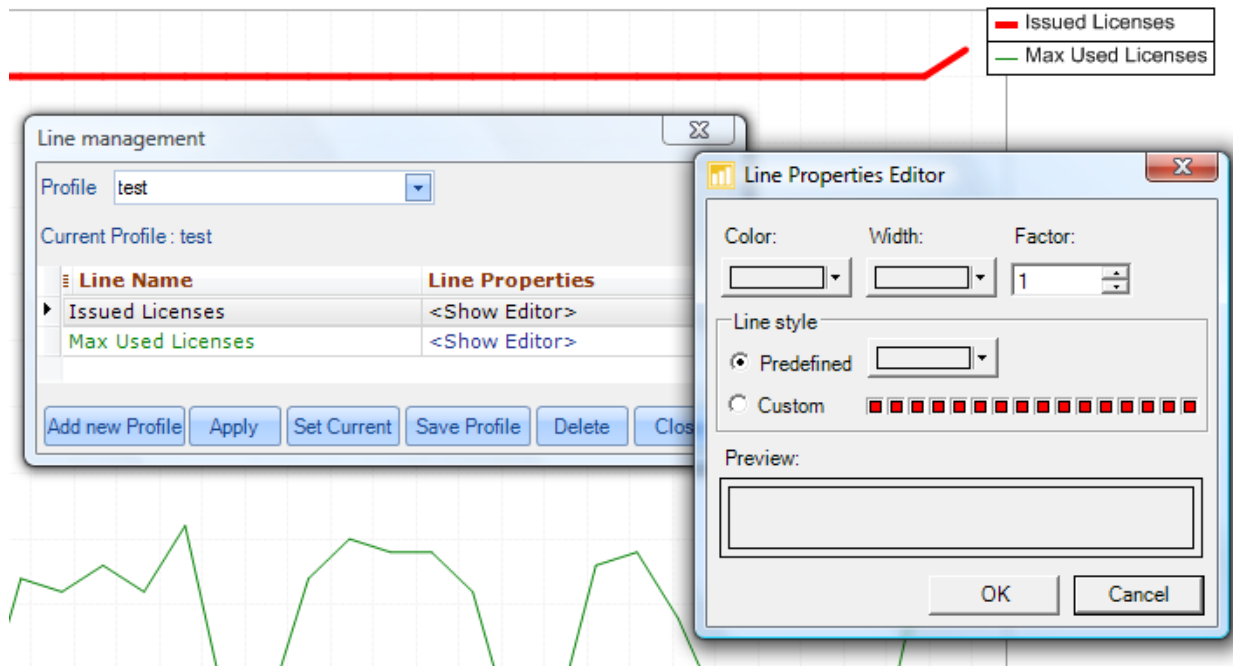 Issued Licenses
Max Used Licenses
Line management
Profile test
Current Profile : test
Line Name Line Properties
Issued Licenses <Show Editor>
Max Used Licenses <Show Editor>
Add new Profile Apply Set Current Save Profile Delete
Line Properties Editor
Color: Width: Factor:
1
Line style
Predefined
Custom
Preview:
OK Cancel